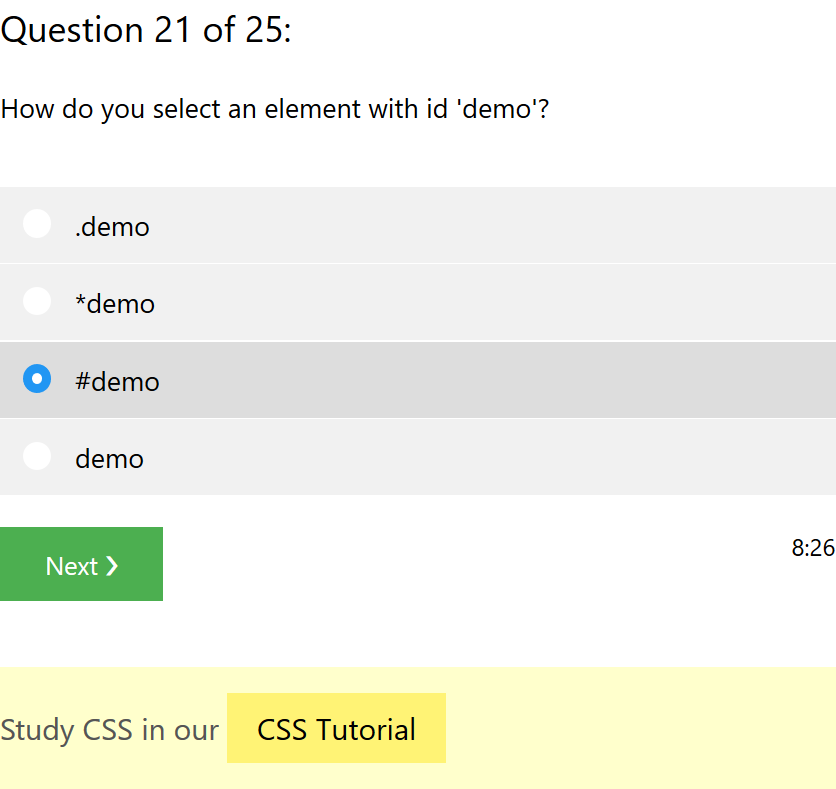 Question 21 of 25:
How do you select an element with id 'demo'?
.demo
*demo
#demo
demo
Next ❯
8:26
Study CSS in our CSS Tutorial